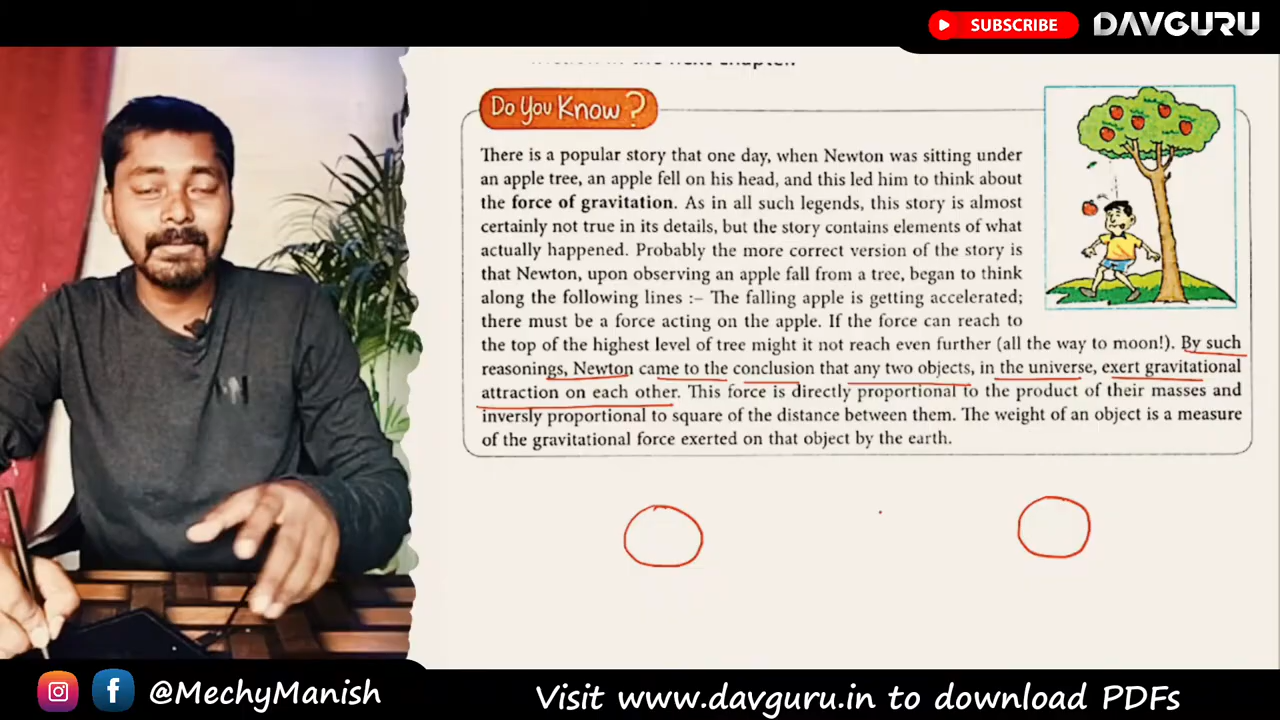 SUBSCRIBE DAVGURU
Do You Know ?
There is a popular story that one day, when Newton was sitting under
an apple tree, an apple fell on his head, and this led him to think about
the force of gravitation. As in all such legends, this story is almost
certainly not true in its details, but the story contains elements of what
actually happened. Probably the more correct version of the story is
that Newton, upon observing an apple fall from a tree, began to think
along the following lines :– The falling apple is getting accelerated;
there must be a force acting on the apple. If the force can reach to
the top of the highest level of tree might it not reach even further (all the way to moon!). By such
reasonings, Newton came to the conclusion that any two objects, in the universe, exert gravitational
attraction on each other. This force is directly proportional to the product of their masses and
inversly proportional to square of the distance between them. The weight of an object is a measure
of the gravitational force exerted on that object by the earth.
@MechyManish
Visit www.davguru.in to download PDFs